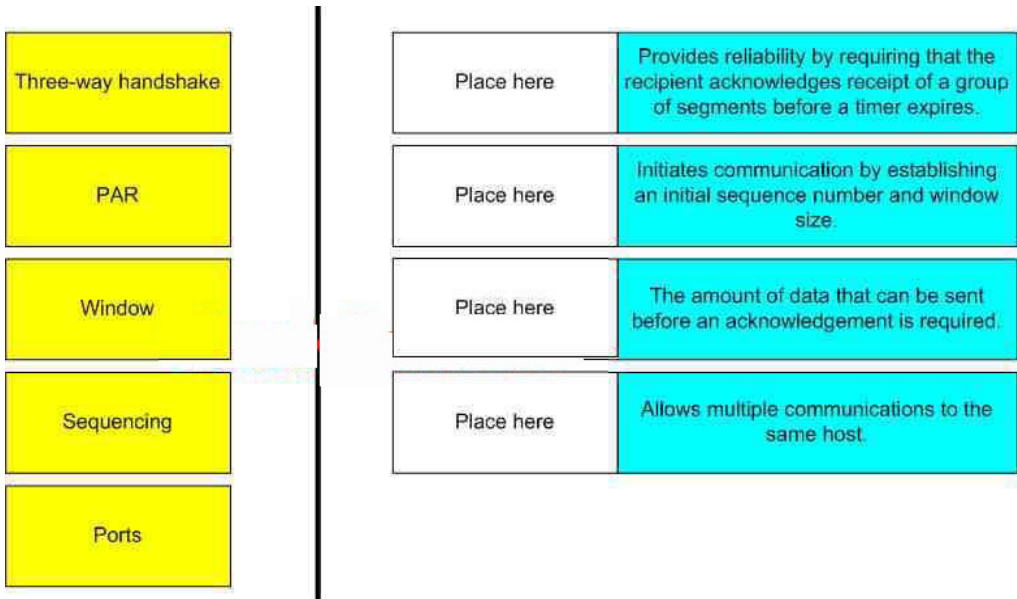 Three-way handshake
Place here
Provides reliability by requiring that the
recipient acknowledges receipt of a group
of segments before a timer expires.
PAR
Place here
Initiates communication by establishing
an initial sequence number and window
size.
Window
Place here
The amount of data that can be sent
before an acknowledgement is required.
Sequencing
Place here
Allows multiple communications to the
same host.
Ports